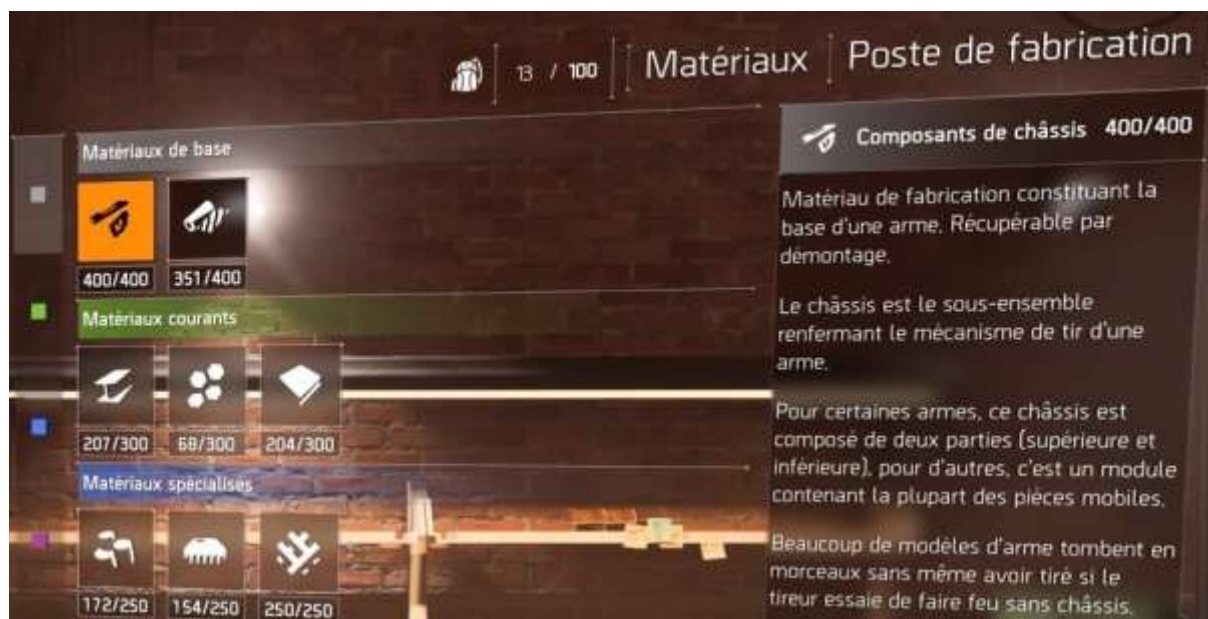 13 / 100
Matériaux
Poste de fabrication
Matériaux de base
400/400
351/400
Matériaux courants
207/300
68/300
204/300
Matériaux spécialisés
172/250
154/250
250/250
Composants de châssis 400/400
Matériau de fabrication constituant la
base d'une arme. Récupérable par
démontage.
Le châssis est le sous-ensemble
renfermant le mécanisme de tir d'une
arme.
Pour certaines armes, ce châssis est
composé de deux parties (supérieure et
inférieure), pour d'autres, c'est un module
contenant la plupart des pièces mobiles.
Beaucoup de modèles d'arme tombent en
morceaux sans même avoir tiré si le
tireur essaie de faire feu sans châssis.